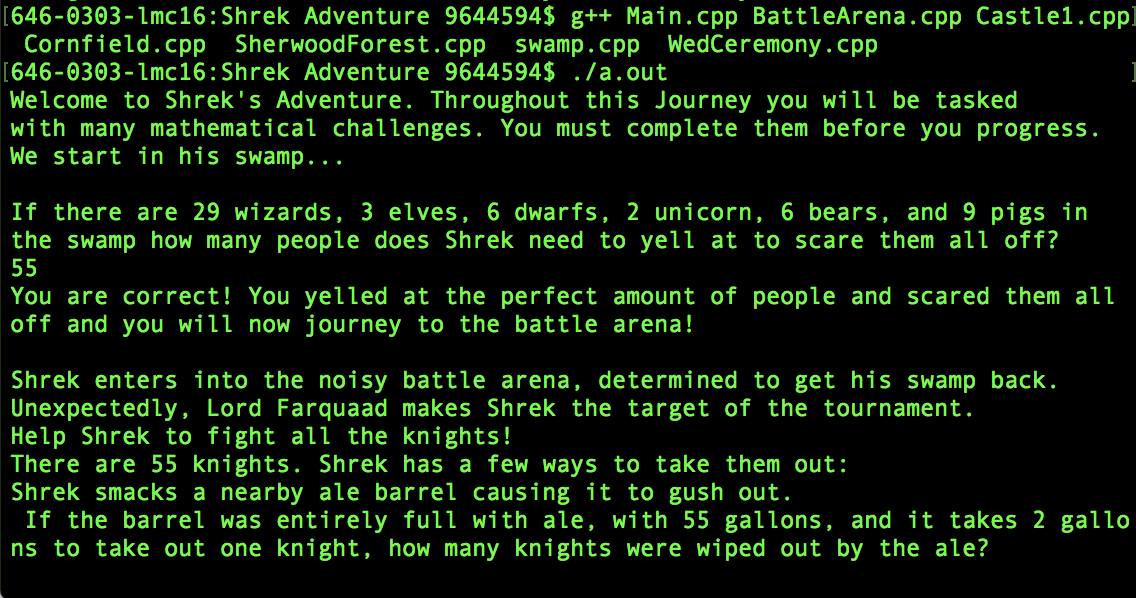 [646-0303-lmc16:Shrek Adventure 9644594$ g++ Main.cpp BattleArena.cpp Castle1.cpp]
 Cornfield.cpp  SherwoodForest.cpp  swamp.cpp  WedCeremony.cpp
[646-0303-lmc16:Shrek Adventure 9644594$ ./a.out ]
Welcome to Shrek's Adventure. Throughout this Journey you will be tasked
with many mathematical challenges. You must complete them before you progress.
We start in his swamp...
If there are 29 wizards, 3 elves, 6 dwarfs, 2 unicorn, 6 bears, and 9 pigs in
the swamp how many people does Shrek need to yell at to scare them all off?
55
You are correct! You yelled at the perfect amount of people and scared them all
off and you will now journey to the battle arena!
Shrek enters into the noisy battle arena, determined to get his swamp back.
Unexpectedly, Lord Farquaad makes Shrek the target of the tournament.
Help Shrek to fight all the knights!
There are 55 knights. Shrek has a few ways to take them out:
Shrek smacks a nearby ale barrel causing it to gush out.
 If the barrel was entirely full with ale, with 55 gallons, and it takes 2 gallo
ns to take out one knight, how many knights were wiped out by the ale?